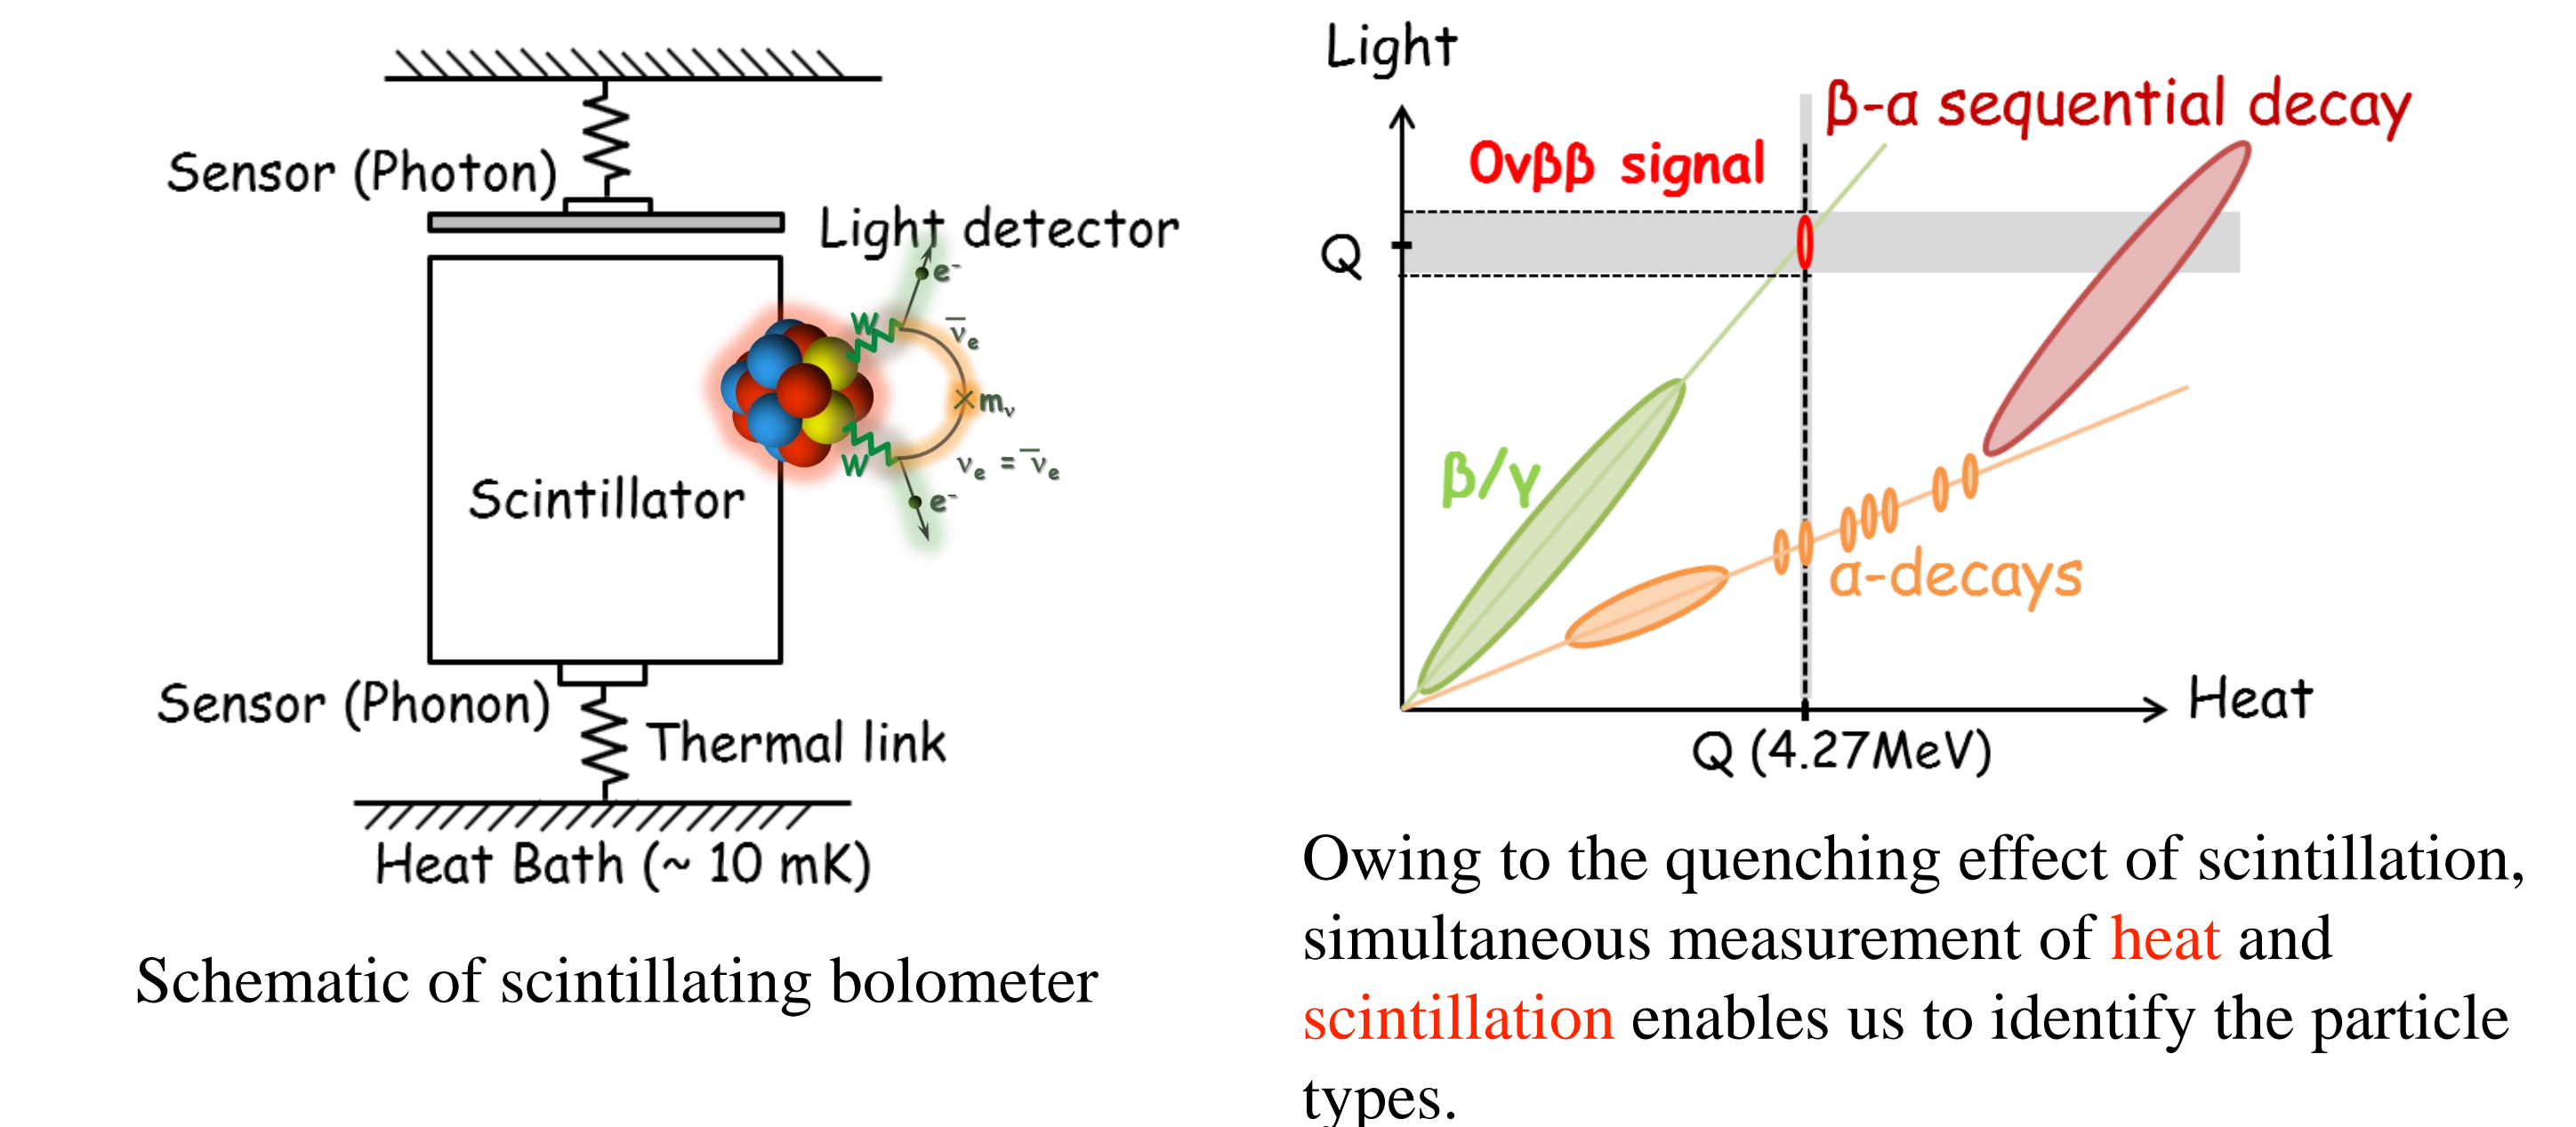 Sensor (Photon)
Light detector
e⁻
W
ν̄e
mν
W
νe = ν̄e
e⁻
Scintillator
Sensor (Phonon)
Thermal link
Heat Bath (~ 10 mK)
Schematic of scintillating bolometer
Light
β-α sequential decay
0νββ signal
Q
β/γ
α-decays
Heat
Q (4.27MeV)
Owing to the quenching effect of scintillation,
simultaneous measurement of heat and
scintillation enables us to identify the particle
types.